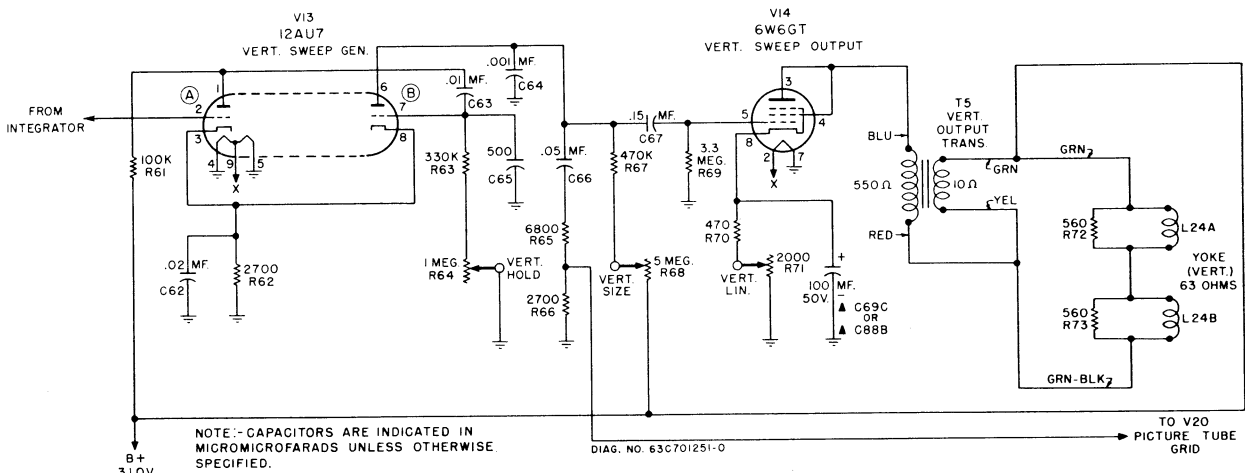 V13
12AU7
VERT. SWEEP GEN.
V14
6W6GT
VERT. SWEEP OUTPUT
FROM
INTEGRATOR
A
B
1
2
3
4
9
5
6
7
8
X
100K
R61
.02 MF.
C62
2700
R62
.01 MF.
C63
.001 MF.
C64
330K
R63
500
C65
1 MEG.
R64
VERT.
HOLD
.05 MF.
C66
6800
R65
2700
R66
470K
R67
VERT.
SIZE
5 MEG.
R68
.15 MF.
C67
3.3
MEG.
R69
3
5
4
8
2
7
X
470
R70
VERT.
LIN.
2000
R71
+
100
MF.
50V.
-
▲ C69C
OR
▲ C88B
T5
VERT.
OUTPUT
TRANS.
BLU
550Ω
10Ω
RED
GRN
YEL
GRN
560
R72
L24A
YOKE
(VERT.)
63 OHMS
560
R73
L24B
GRN-BLK
B+
310V
NOTE:-CAPACITORS ARE INDICATED IN
MICROMICROFARADS UNLESS OTHERWISE
SPECIFIED.
DIAG. NO. 63C701251-0
TO V20
PICTURE TUBE
GRID